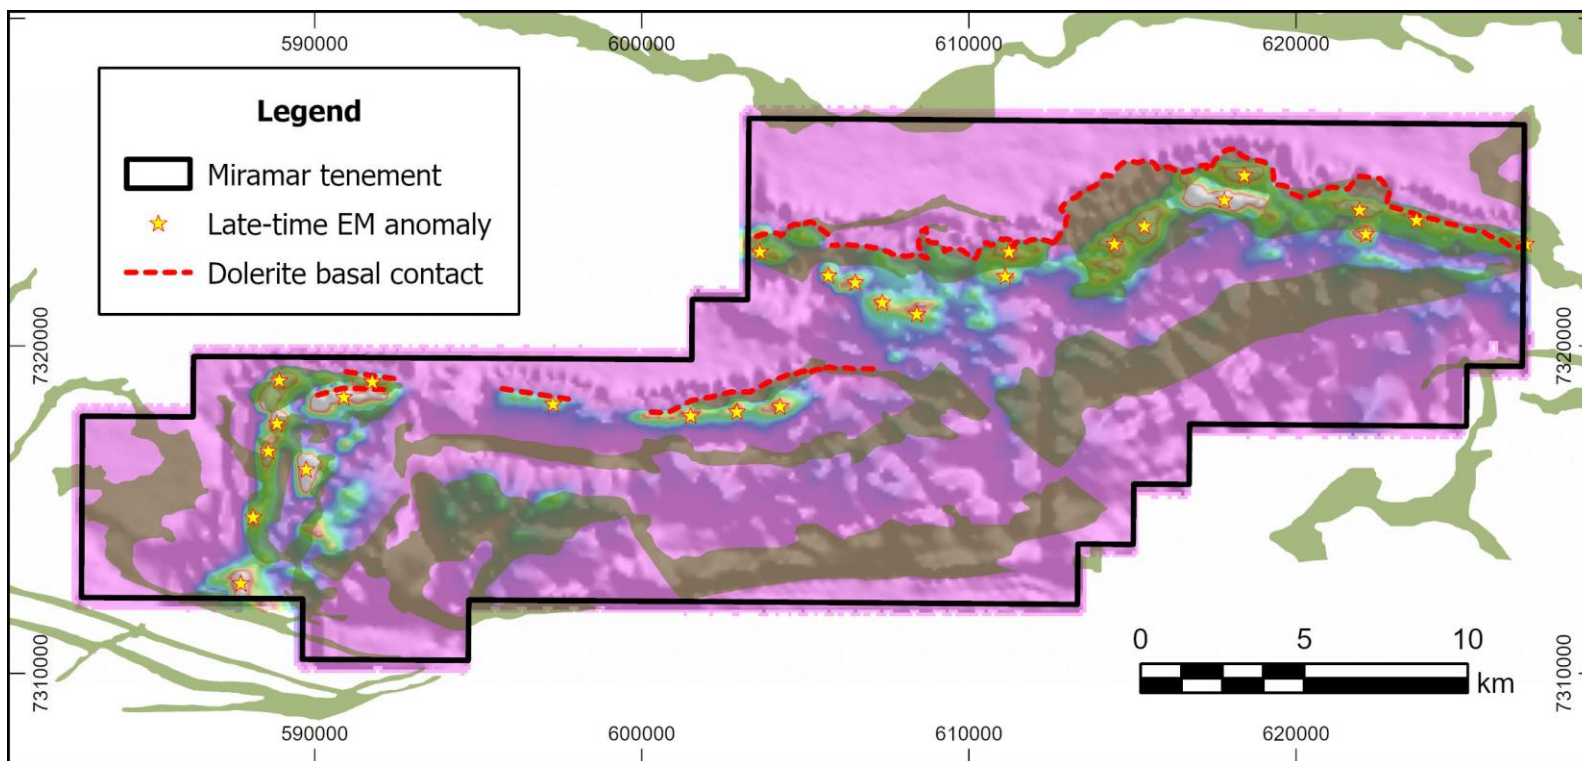 590000
600000
610000
620000
Legend
Miramar tenement
Late-time EM anomaly
Dolerite basal contact
7320000
7320000
7310000
7310000
0 5 10
km
590000
600000
610000
620000